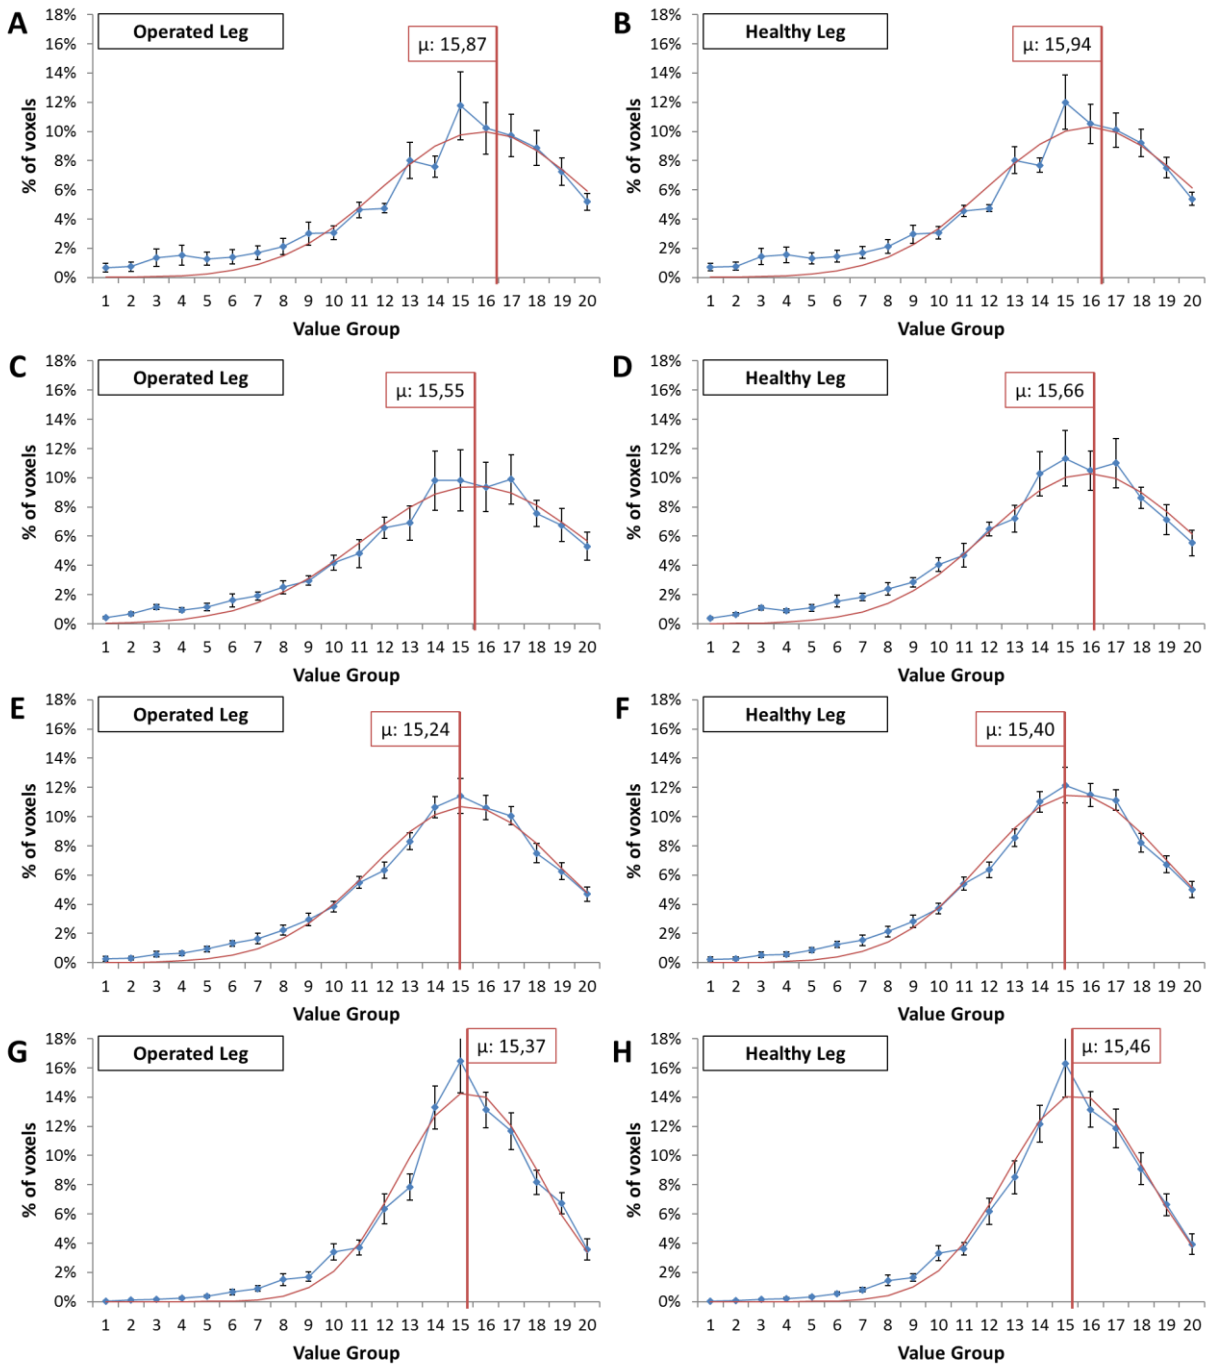 A
Operated Leg
μ: 15,87
18%
16%
14%
12%
10%
8%
6%
4%
2%
0%
% of voxels
1 2 3 4 5 6 7 8 9 10 11 12 13 14 15 16 17 18 19 20
Value Group
B
Healthy Leg
μ: 15,94
18%
16%
14%
12%
10%
8%
6%
4%
2%
0%
% of voxels
1 2 3 4 5 6 7 8 9 10 11 12 13 14 15 16 17 18 19 20
Value Group
C
Operated Leg
μ: 15,55
18%
16%
14%
12%
10%
8%
6%
4%
2%
0%
% of voxels
1 2 3 4 5 6 7 8 9 10 11 12 13 14 15 16 17 18 19 20
Value Group
D
Healthy Leg
μ: 15,66
18%
16%
14%
12%
10%
8%
6%
4%
2%
0%
% of voxels
1 2 3 4 5 6 7 8 9 10 11 12 13 14 15 16 17 18 19 20
Value Group
E
Operated Leg
μ: 15,24
18%
16%
14%
12%
10%
8%
6%
4%
2%
0%
% of voxels
1 2 3 4 5 6 7 8 9 10 11 12 13 14 15 16 17 18 19 20
Value Group
F
Healthy Leg
μ: 15,40
18%
16%
14%
12%
10%
8%
6%
4%
2%
0%
% of voxels
1 2 3 4 5 6 7 8 9 10 11 12 13 14 15 16 17 18 19 20
Value Group
G
Operated Leg
μ: 15,37
18%
16%
14%
12%
10%
8%
6%
4%
2%
0%
% of voxels
1 2 3 4 5 6 7 8 9 10 11 12 13 14 15 16 17 18 19 20
Value Group
H
Healthy Leg
μ: 15,46
18%
16%
14%
12%
10%
8%
6%
4%
2%
0%
% of voxels
1 2 3 4 5 6 7 8 9 10 11 12 13 14 15 16 17 18 19 20
Value Group